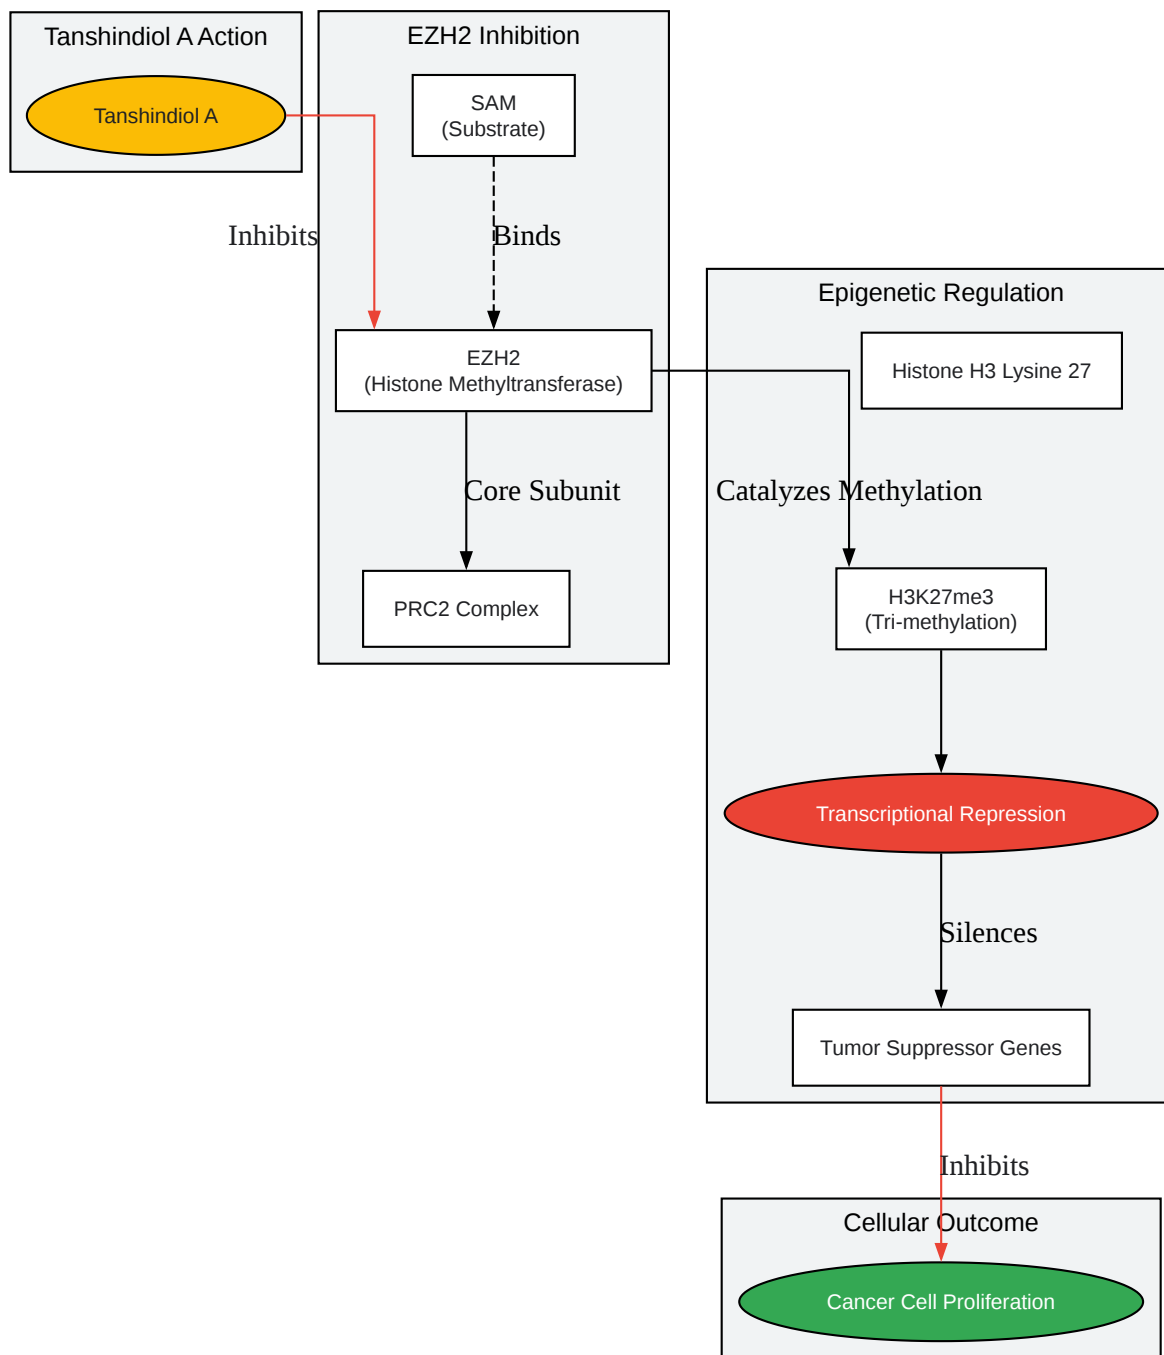 Tanshindiol A Action
Tanshindiol A
EZH2 Inhibition
SAM
(Substrate)
Inhibits
Binds
EZH2
(Histone Methyltransferase)
Core Subunit
PRC2 Complex
Epigenetic Regulation
Histone H3 Lysine 27
Catalyzes Methylation
H3K27me3
(Tri-methylation)
Transcriptional Repression
Silences
Tumor Suppressor Genes
Inhibits
Cellular Outcome
Cancer Cell Proliferation